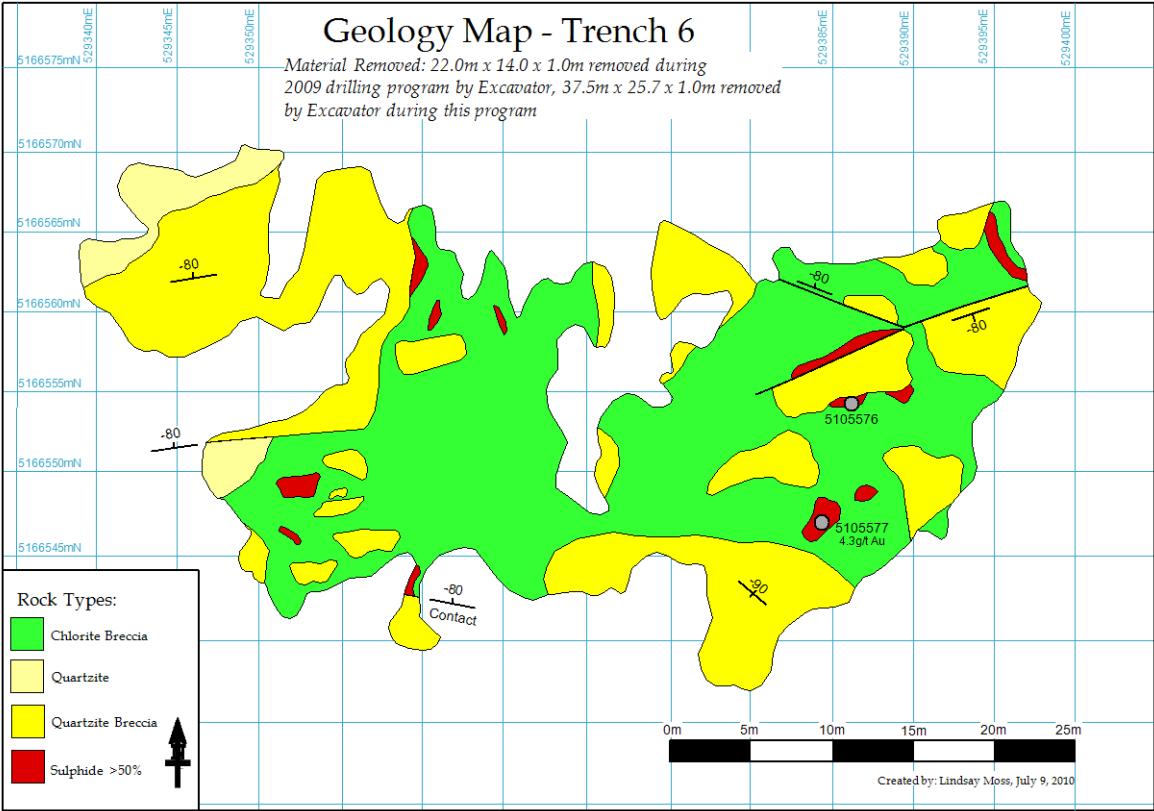 Geology Map - Trench 6
Material Removed: 22.0m x 14.0 x 1.0m removed during
2009 drilling program by Excavator, 37.5m x 25.7 x 1.0m removed
by Excavator during this program
529340mE
529345mE
529350mE
529385mE
529390mE
529395mE
529400mE
5166575mN
5166570mN
5166565mN
5166560mN
5166555mN
5166550mN
5166545mN
-80
-80
-80
-80
5105576
5105577
4.3g/t Au
-90
-80
Contact
Rock Types:
Chlorite Breccia
Quartzite
Quartzite Breccia
Sulphide >50%
0m 5m 10m 15m 20m 25m
Created by: Lindsay Moss, July 9, 2010